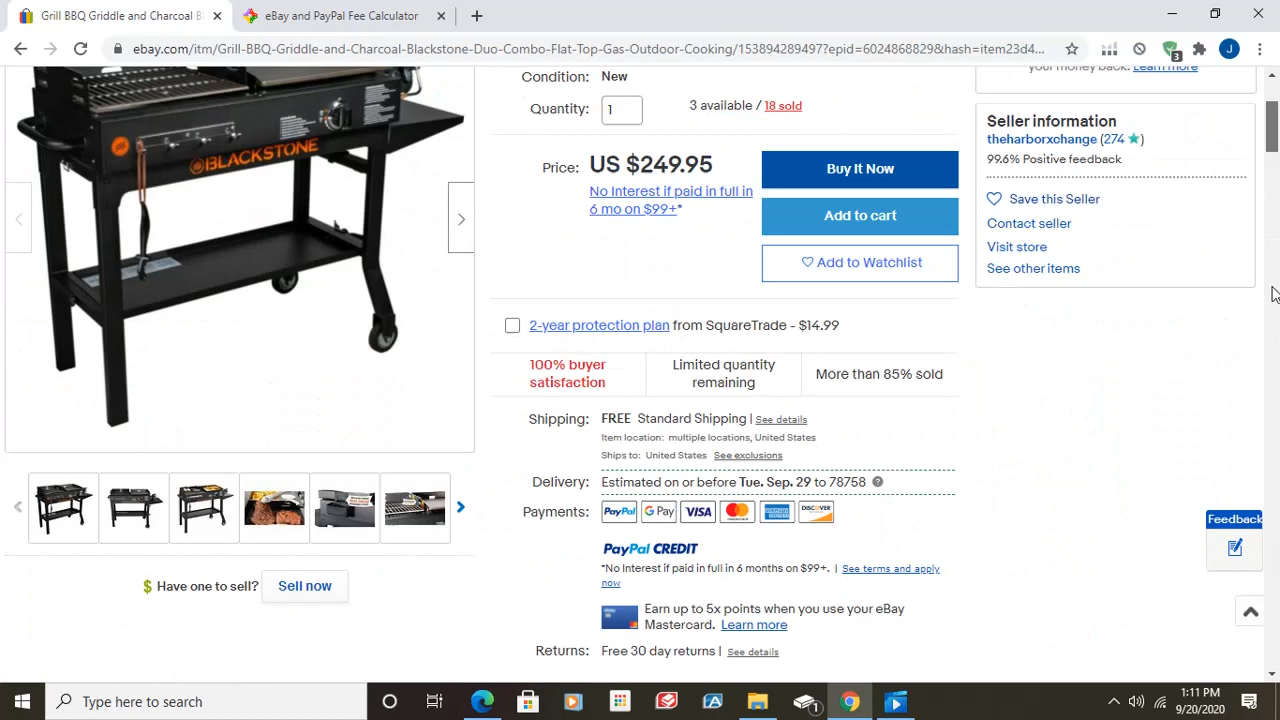 Grill BBQ Griddle and Charcoal B
eBay and PayPal Fee Calculator
ebay.com/itm/Grill-BBQ-Griddle-and-Charcoal-Blackstone-Duo-Combo-Flat-Top-Gas-Outdoor-Cooking/153894289497?epid=6024868829&hash=item23d4...
J
3
your money back. Learn more
Condition: New
Quantity: 1
3 available / 18 sold
Price: US $249.95
No Interest if paid in full in
6 mo on $99+*
Buy It Now
Add to cart
Add to Watchlist
Seller information
theharborxchange (274 )
99.6% Positive feedback
Save this Seller
Contact seller
Visit store
See other items
BLACKSTONE
2-year protection plan from SquareTrade - $14.99
100% buyer
satisfaction
Limited quantity
remaining
More than 85% sold
Shipping: FREE Standard Shipping | See details
Item location: multiple locations, United States
Ships to: United States See exclusions
Delivery: Estimated on or before Tue. Sep. 29 to 78758
Payments: PayPal G Pay VISA MasterCard AMERICAN EXPRESS DISCOVER
PayPal CREDIT
*No Interest if paid in full in 6 months on $99+. | See terms and apply
now
Earn up to 5x points when you use your eBay
Mastercard. Learn more
Returns: Free 30 day returns | See details
Have one to sell? Sell now
Feedback
Type here to search
1
1:11 PM
9/20/2020